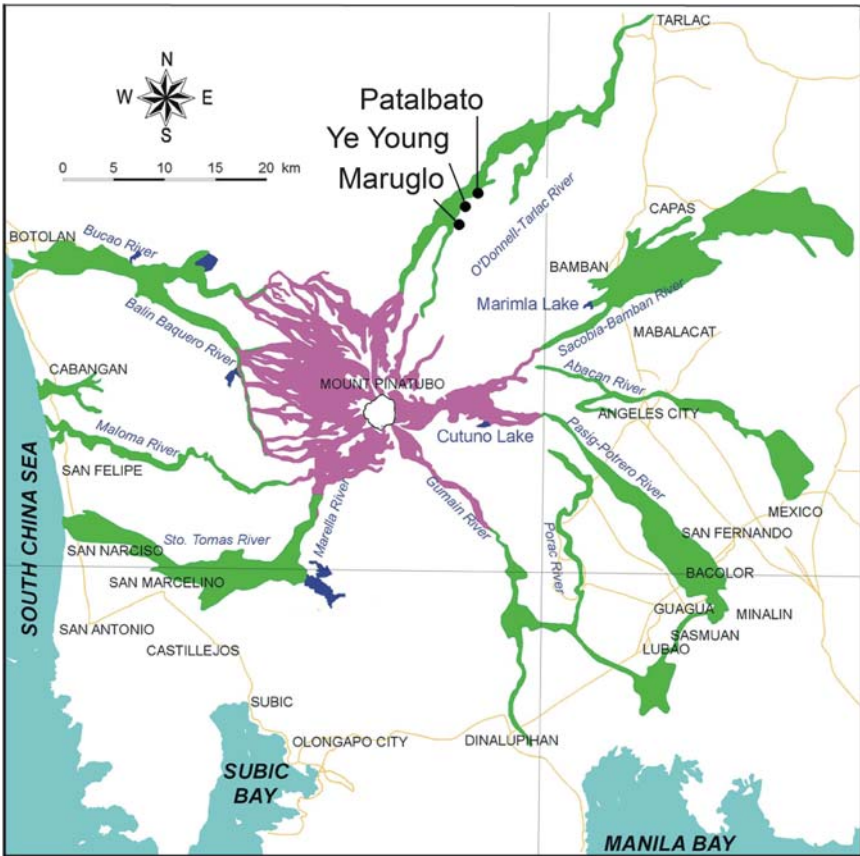 TARLAC
N
W E
S
0 5 10 20 km
Patalbato
Ye Young
Maruglo
O'Donnell-Tarlac River
CAPAS
BOTOLAN
Bucao River
BAMBAN
Marimla Lake
Sacobia-Bamban River
MABALACAT
Balin Baquero River
Abacan River
CABANGAN
MOUNT PINATUBO
ANGELES CITY
Maloma River
Cutuno Lake
Pasig-Potrero River
SAN FELIPE
Marella River
Gumain River
MEXICO
SOUTH CHINA SEA
SAN NARCISO
Sto. Tomas River
Porac River
SAN FERNANDO
SAN MARCELINO
BACOLOR
GUAGUA
MINALIN
SAN ANTONIO
SASMUAN
CASTILLEJOS
LUBAO
SUBIC
OLONGAPO CITY
DINALUPIHAN
SUBIC
BAY
MANILA BAY